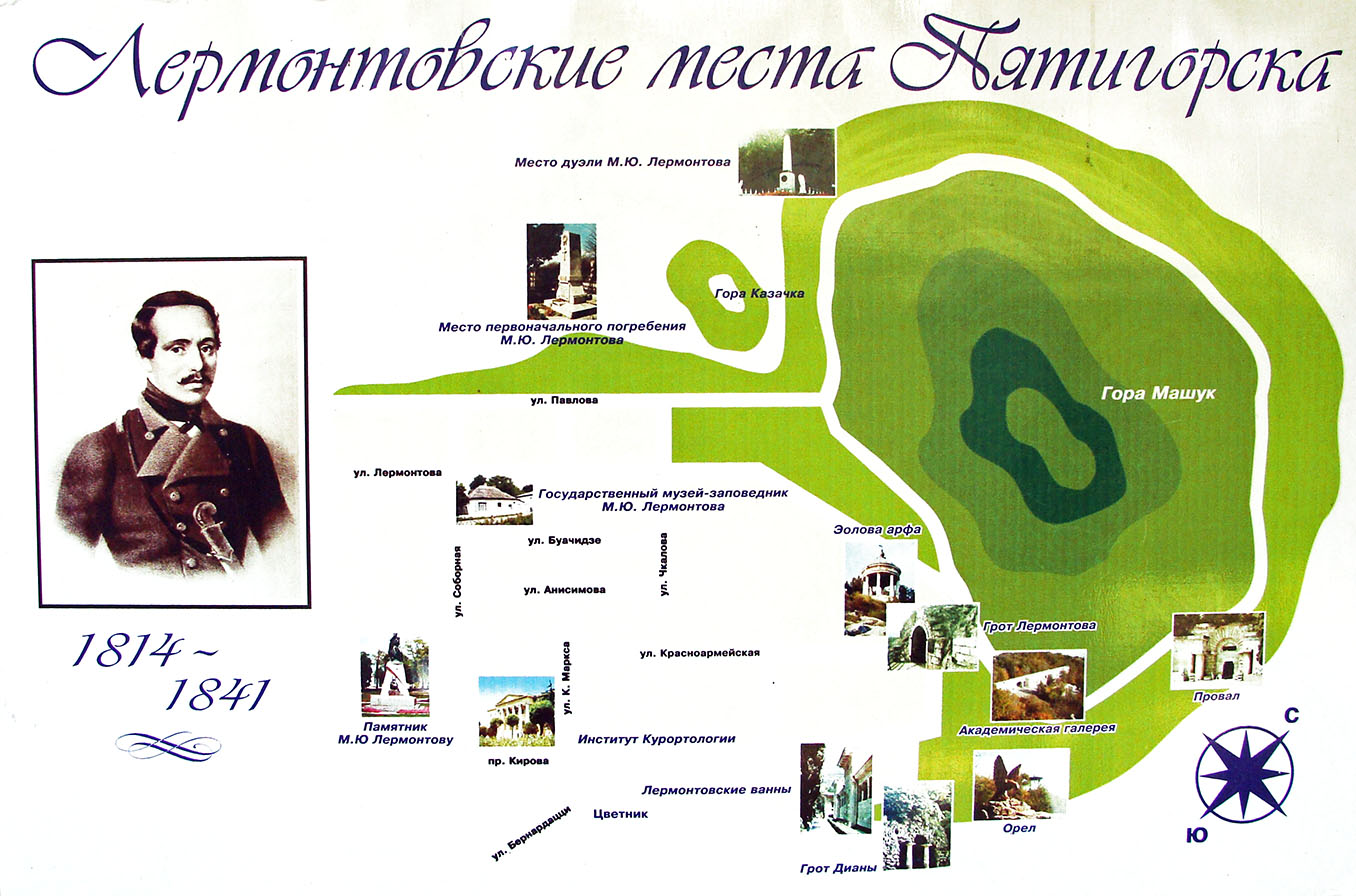 Лермонтовские места Пятигорска
Место дуэли М.Ю. Лермонтова
Гора Казачка
Место первоначального погребения
М.Ю. Лермонтова
Гора Машук
ул. Павлова
ул. Лермонтова
Государственный музей-заповедник
М.Ю. Лермонтова
Эолова арфа
ул. Буачидзе
ул. Соборная
ул. Чкалова
ул. Анисимова
Грот Лермонтова
1814 ~
1841
ул. Красноармейская
ул. К. Маркса
Провал
Памятник
М.Ю Лермонтову
Институт Курортологии
Академическая галерея
С
пр. Кирова
Лермонтовские ванны
Цветник
ул. Бернардацци
Орел
Ю
Грот Дианы